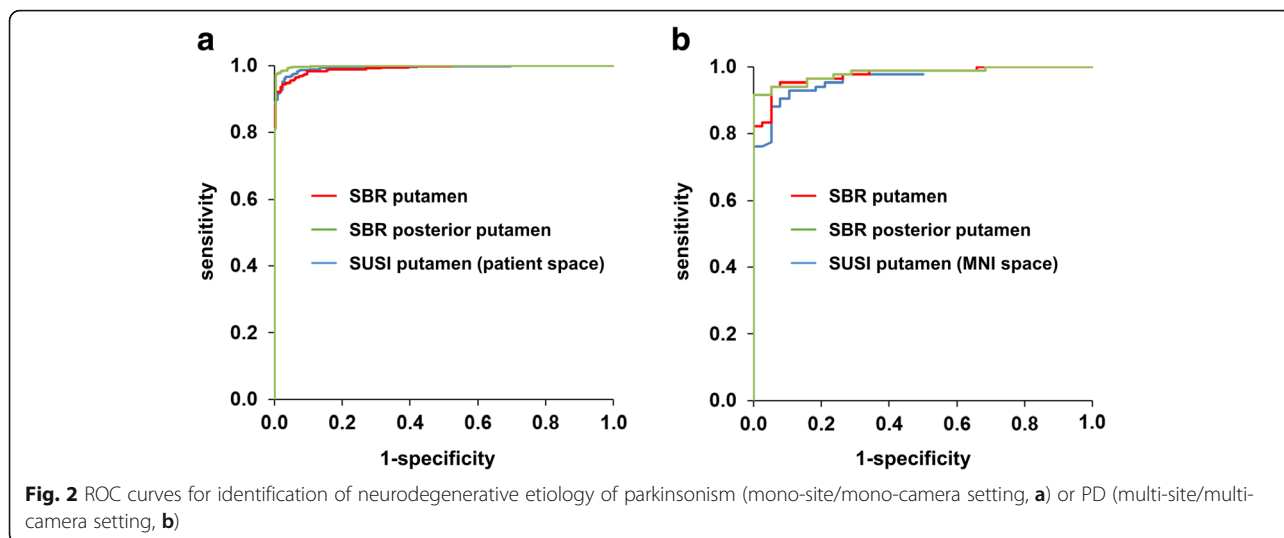 a
b
1.0
0.8
0.6
0.4
0.2
0.0
sensitivity
SBR putamen
SBR posterior putamen
SUSI putamen (patient space)
0.0 0.2 0.4 0.6 0.8 1.0
1-specificity
1.0
0.8
0.6
0.4
0.2
0.0
sensitivity
SBR putamen
SBR posterior putamen
SUSI putamen (MNI space)
0.0 0.2 0.4 0.6 0.8 1.0
1-specificity
Fig. 2 ROC curves for identification of neurodegenerative etiology of parkinsonism (mono-site/mono-camera setting, a) or PD (multi-site/multi-
camera setting, b)